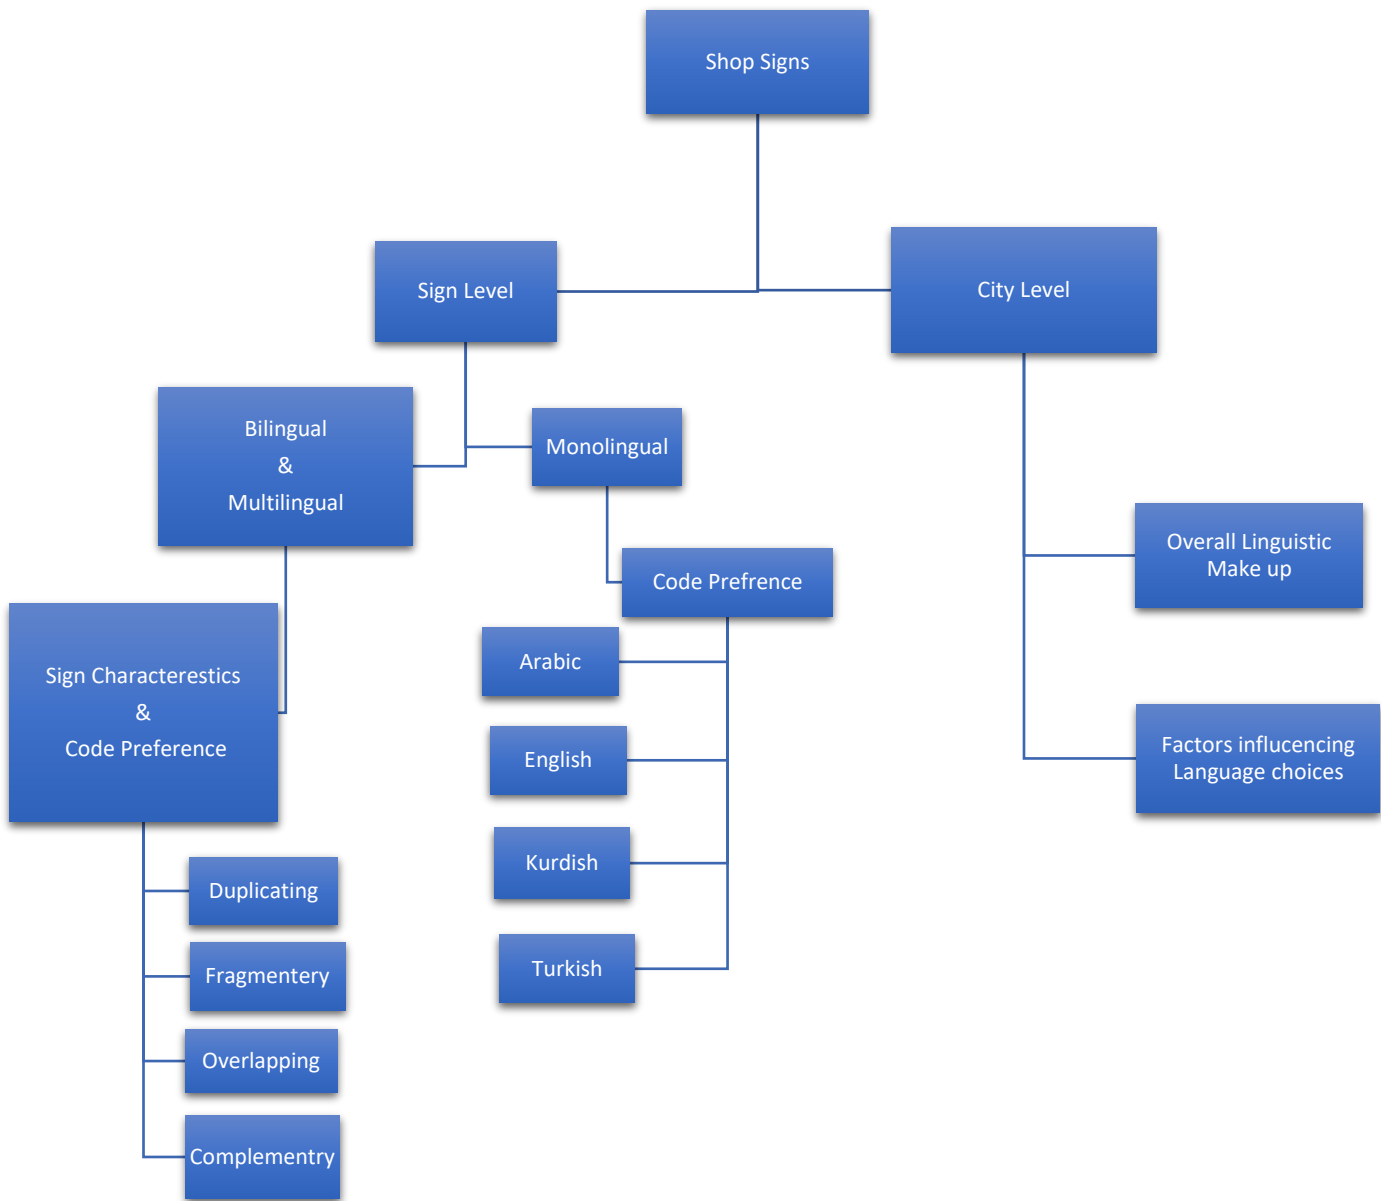 Shop Signs
Sign Level
City Level
Bilingual
&
Multilingual
Monolingual
Overall Linguistic
Make up
Code Prefrence
Sign Characterestics
&
Code Preference
Arabic
Factors influcencing
Language choices
English
Kurdish
Duplicating
Turkish
Fragmentery
Overlapping
Complementry